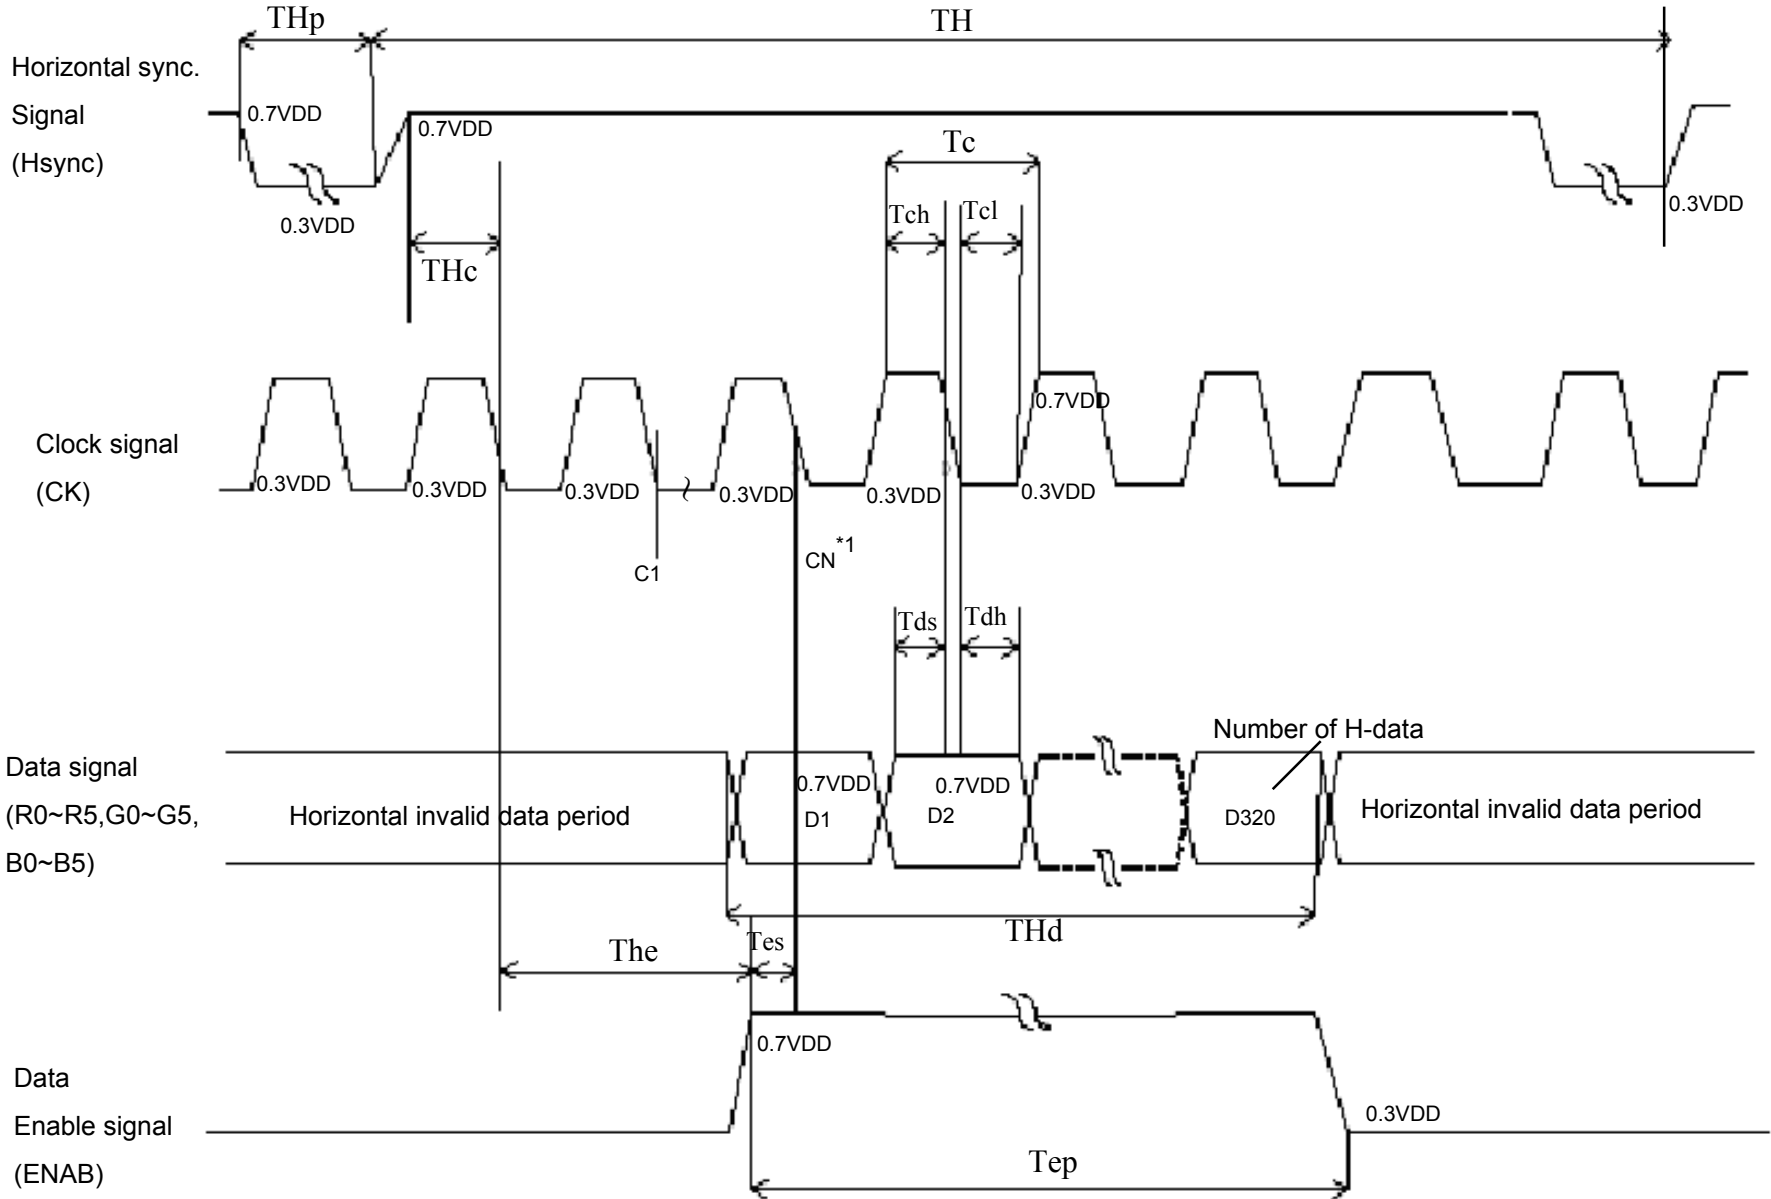 THp
TH
Horizontal sync.
Signal
(Hsync)
0.7VDD
0.7VDD
0.3VDD
0.3VDD
THc
Tc
Tch
Tcl
Clock signal
(CK)
0.7VDD
0.3VDD
0.3VDD
0.3VDD
0.3VDD
0.3VDD
0.3VDD
C1
CN*1
Tds
Tdh
Number of H-data
Data signal
(R0~R5,G0~G5,
B0~B5)
Horizontal invalid data period
0.7VDD
D1
0.7VDD
D2
D320
Horizontal invalid data period
THd
The
Tes
0.7VDD
Data
Enable signal
(ENAB)
0.3VDD
Tep